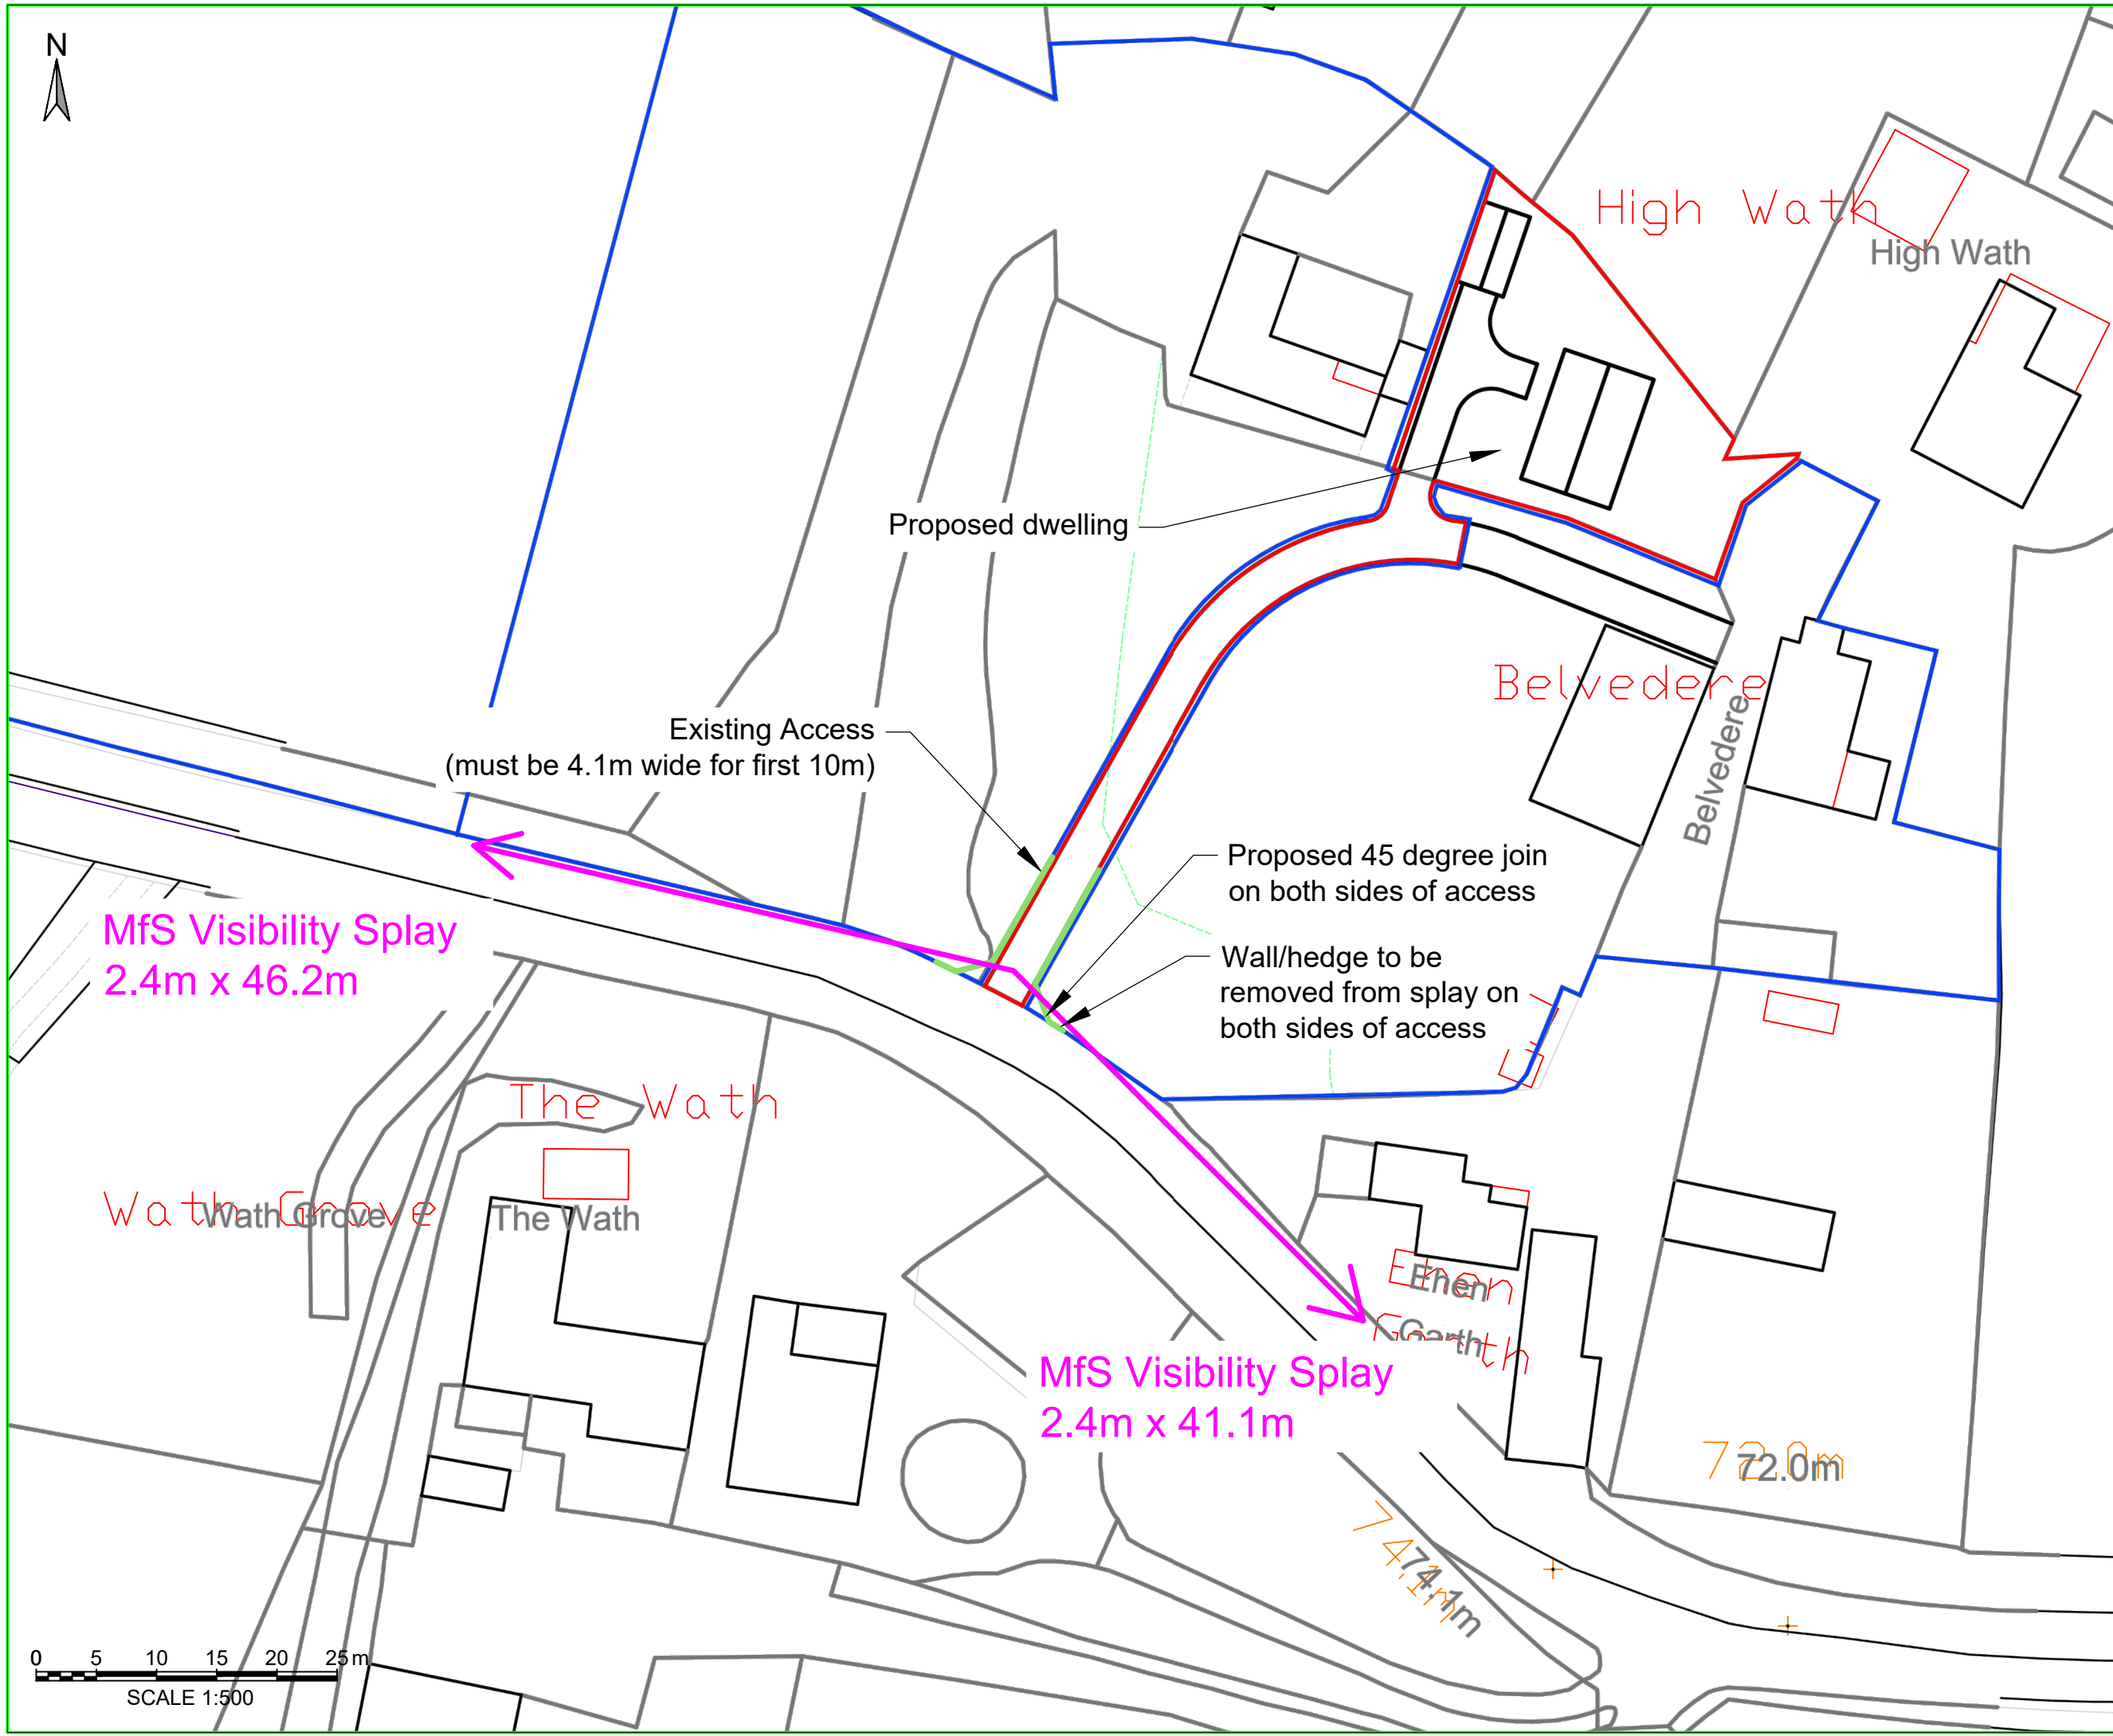 N
High Wath
High Wath
Proposed dwelling
Belvedere
Belvedere
Existing Access
(must be 4.1m wide for first 10m)
Proposed 45 degree join
on both sides of access
MfS Visibility Splay
2.4m x 46.2m
Wall/hedge to be
removed from splay on
both sides of access
The Wath
Wath Grove
Wath Grove
The Wath
Ehen
Ehen
Garth
Garth
MfS Visibility Splay
2.4m x 41.1m
72.0m
72.0m
74.1m
74.1m
0 5 10 15 20 25m
SCALE 1:500